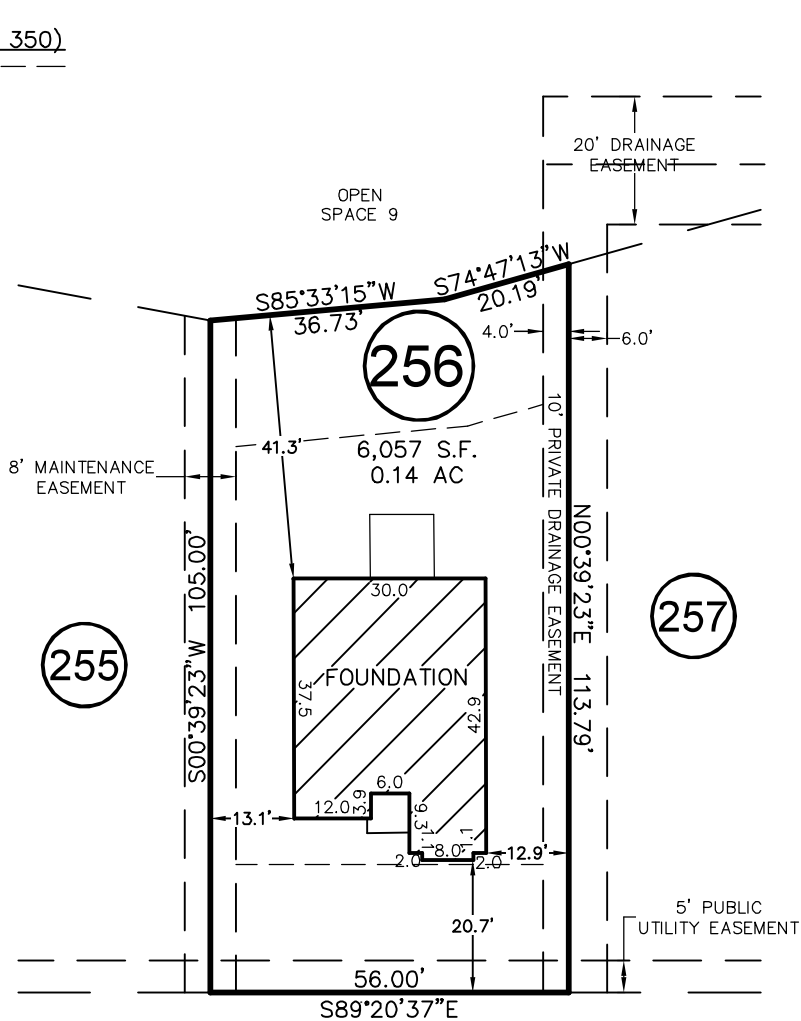 350)
20' DRAINAGE
EASEMENT
OPEN
SPACE 9
S85°33'15"W
36.73'
S74°47'13"W
20.19'
4.0'
6.0'
256
6,057 S.F.
0.14 AC
41.3'
8' MAINTENANCE
EASEMENT
10' PRIVATE DRAINAGE EASEMENT
S00°39'23"W 105.00'
N00°39'23"E 113.79'
255
257
30.0
FOUNDATION
37.5
42.9
6.0
12.0
3.9
9.3
1.1
8.0
1.1
2.0
2.0
13.1'
12.9'
20.7'
5' PUBLIC
UTILITY EASEMENT
56.00'
S89°20'37"E